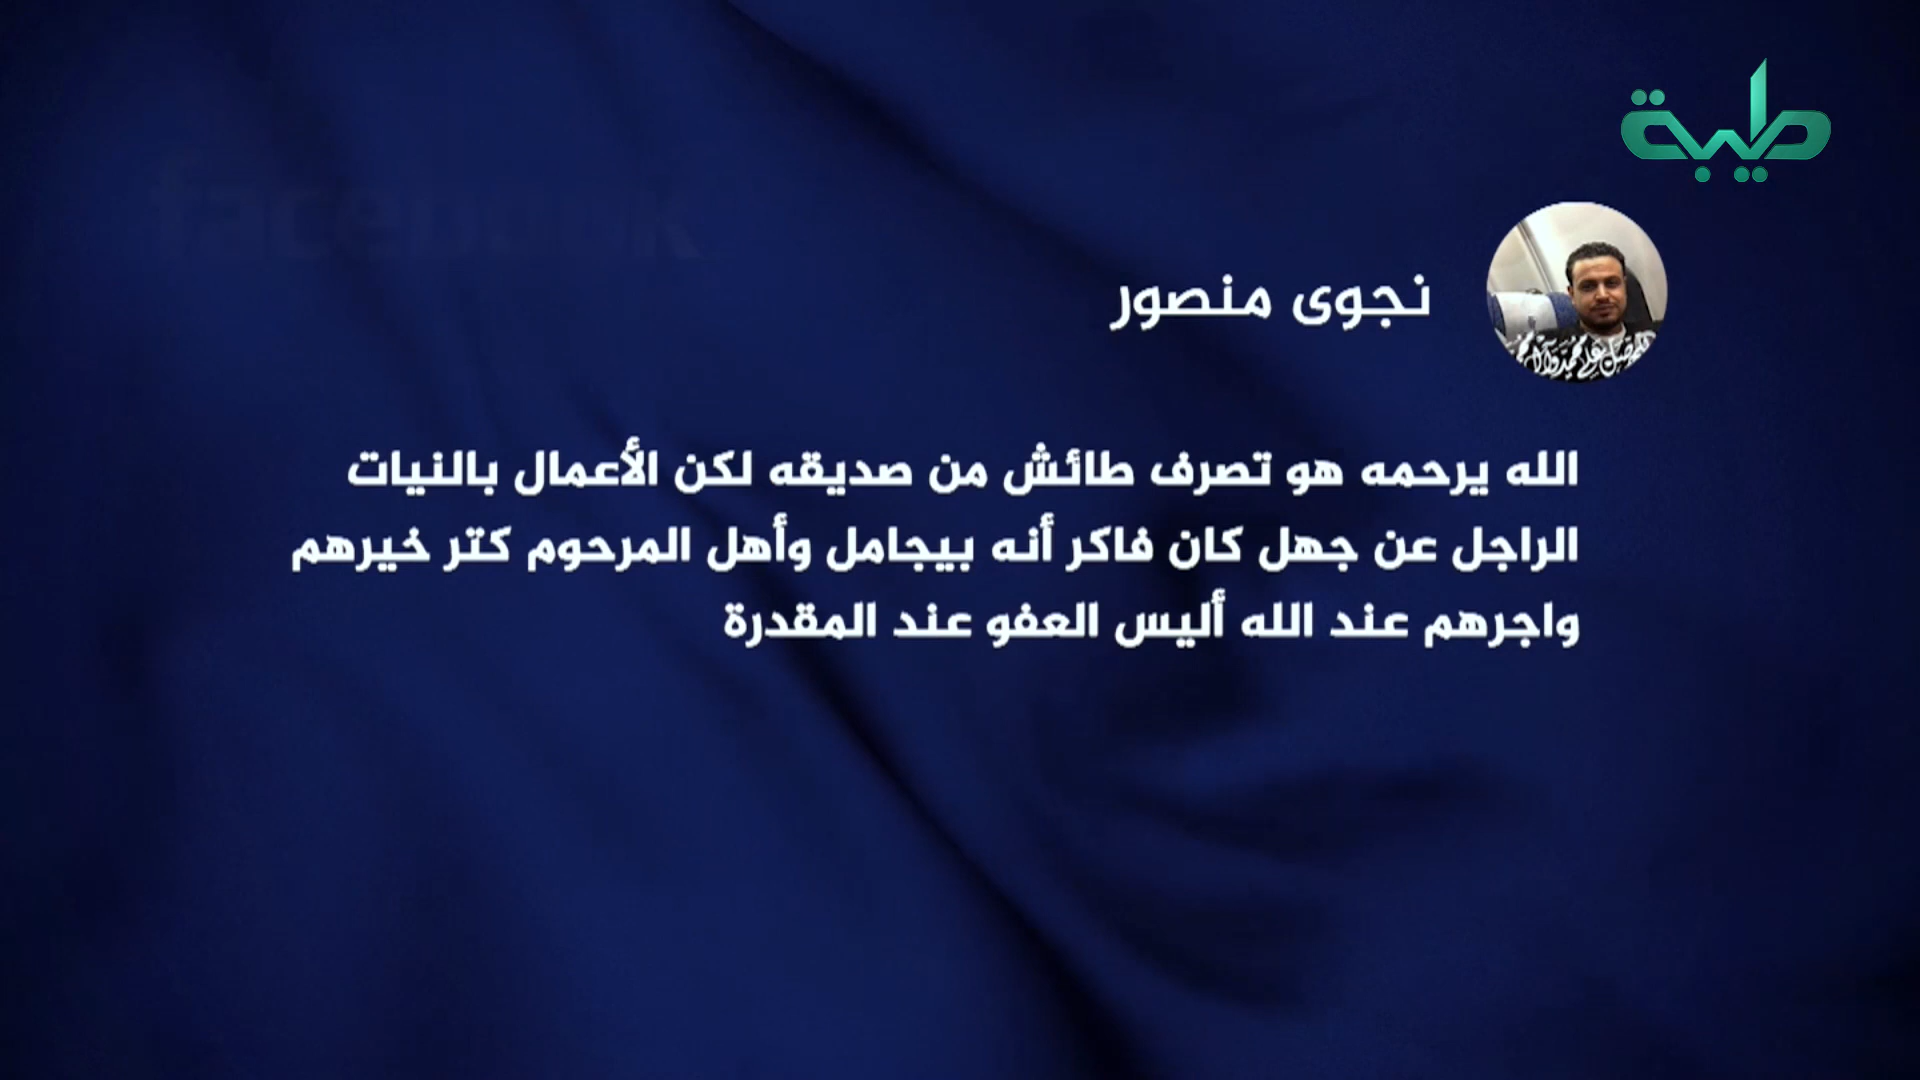 طيبة
facebook
نجوى منصور
الله يرحمه هو تصرف طائش من صديقه لكن الأعمال بالنيات
الراجل عن جهل كان فاكر أنه بيجامل وأهل المرحوم كتر خيرهم
واجرهم عند الله أليس العفو عند المقدرة